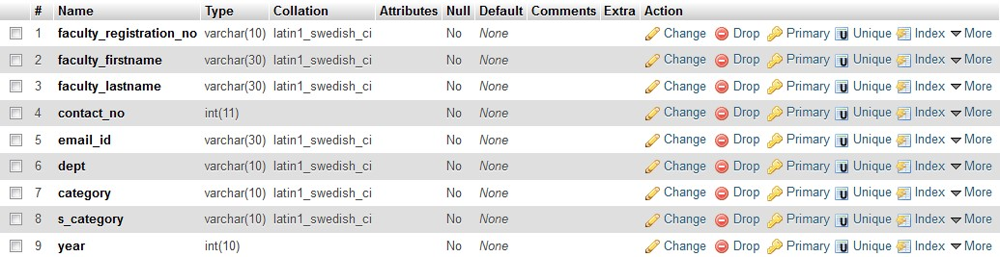 # Name Type Collation Attributes Null Default Comments Extra Action
1 faculty_registration_no varchar(10) latin1_swedish_ci No None Change Drop Primary Unique Index More
2 faculty_firstname varchar(30) latin1_swedish_ci No None Change Drop Primary Unique Index More
3 faculty_lastname varchar(30) latin1_swedish_ci No None Change Drop Primary Unique Index More
4 contact_no int(11) No None Change Drop Primary Unique Index More
5 email_id varchar(30) latin1_swedish_ci No None Change Drop Primary Unique Index More
6 dept varchar(10) latin1_swedish_ci No None Change Drop Primary Unique Index More
7 category varchar(10) latin1_swedish_ci No None Change Drop Primary Unique Index More
8 s_category varchar(10) latin1_swedish_ci No None Change Drop Primary Unique Index More
9 year int(10) No None Change Drop Primary Unique Index More